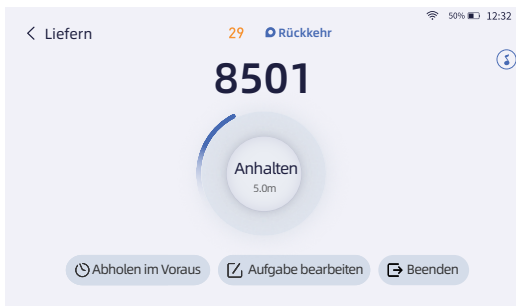 50% 12:32
Liefern 29 Rückkehr
8501
Anhalten
5.0m
Abholen im Voraus Aufgabe bearbeiten Beenden